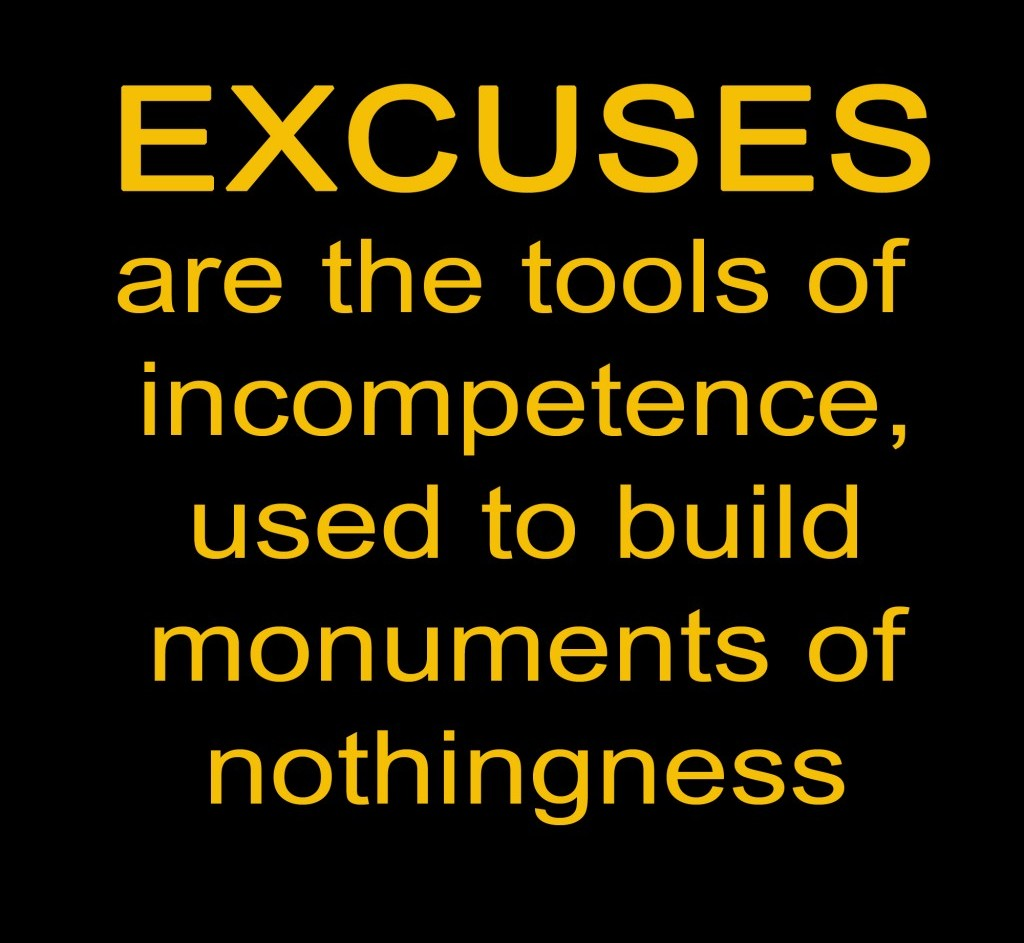 EXCUSES
are the tools of
incompetence,
used to build
monuments of
nothingness